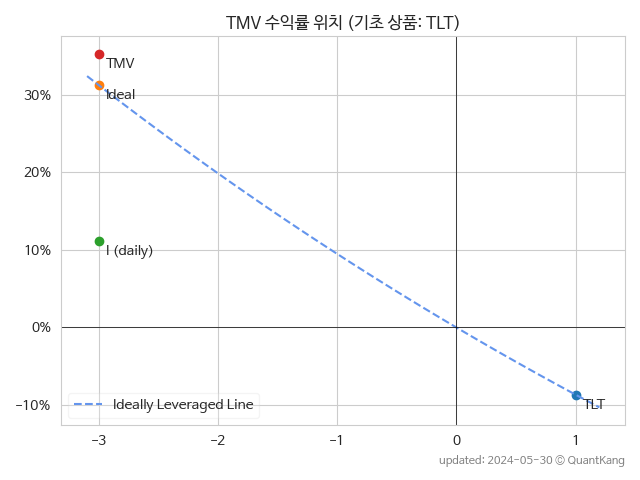 TMV 수익률 위치 (기초 상품: TLT)
TMV
Ideal
30%
20%
I (daily)
10%
0%
TLT
-10%
Ideally Leveraged Line
-3 -2 -1 0 1
updated: 2024-05-30 © QuantKang